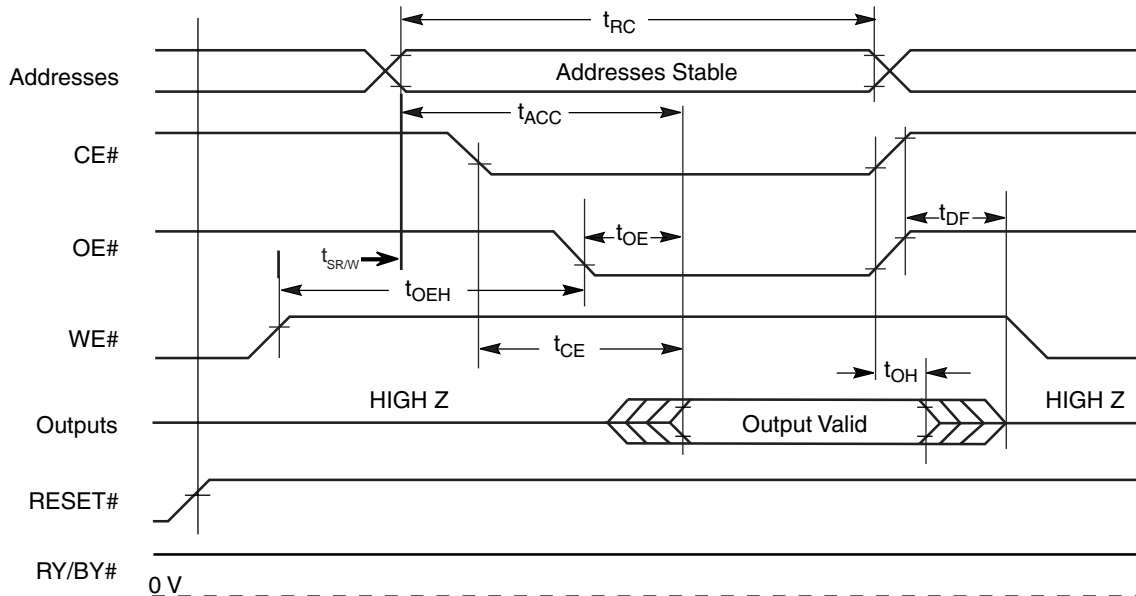 tRC
Addresses
Addresses Stable
tACC
CE#
OE#
tOE
tDF
tSR/W
tOEH
WE#
tCE
tOH
HIGH Z
HIGH Z
Outputs
Output Valid
RESET#
RY/BY#
0 V